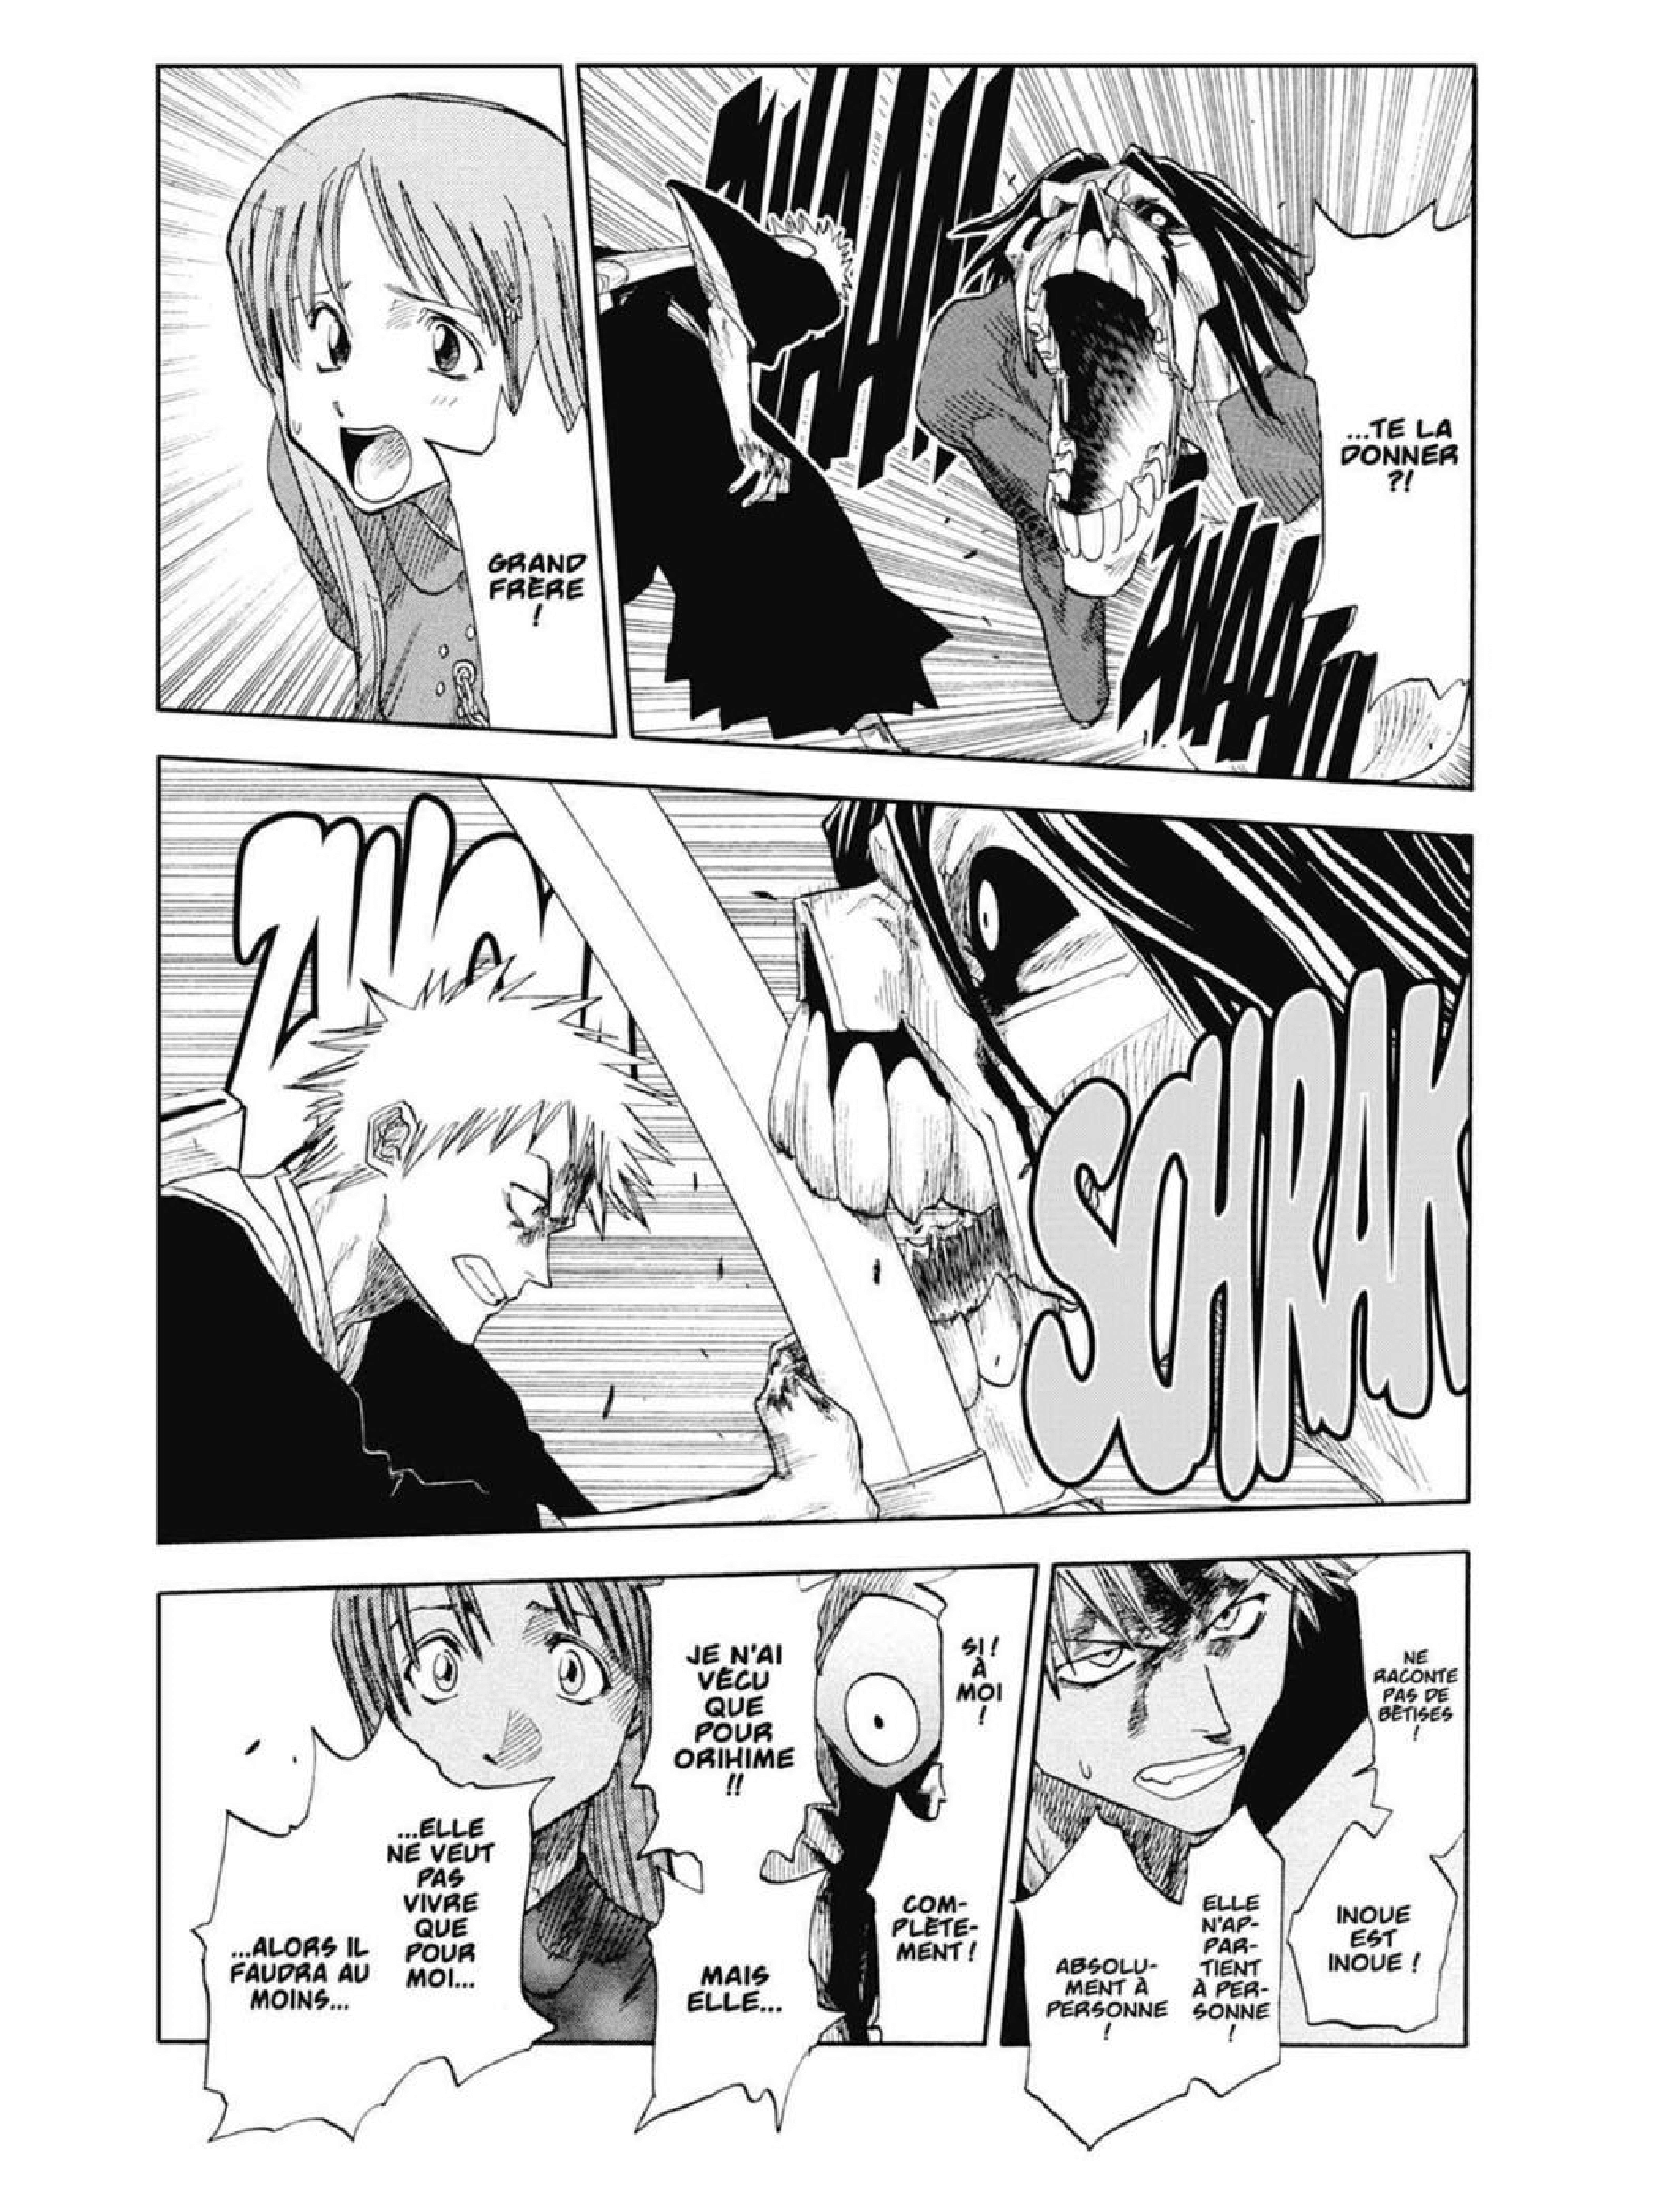 ...TE LA
DONNER
?!
GRAND
FRÈRE
!
SCHRAK
NE
RACONTE
PAS DE
BÊTISES
!
INOUE
EST
INOUE !
ELLE
N'AP-
PAR-
TIENT
À PER-
SONNE
!
ABSOLU-
MENT À
PERSONNE
!
SI !
À
MOI
!
COM-
PLÈTE-
MENT !
JE N'AI
VÉCU
QUE
POUR
ORIHIME
!!
MAIS
ELLE...
...ELLE
NE VEUT
PAS
VIVRE
QUE
POUR
MOI...
...ALORS IL
FAUDRA AU
MOINS...